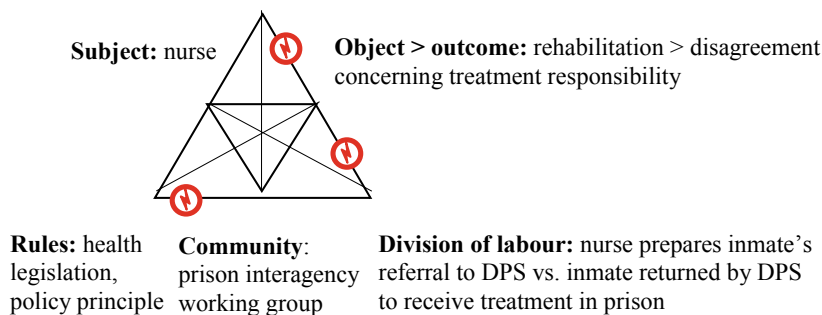 Subject: nurse
Object > outcome: rehabilitation > disagreement
concerning treatment responsibility
Rules: health
legislation,
policy principle
Community:
prison interagency
working group
Division of labour: nurse prepares inmate's
referral to DPS vs. inmate returned by DPS
to receive treatment in prison